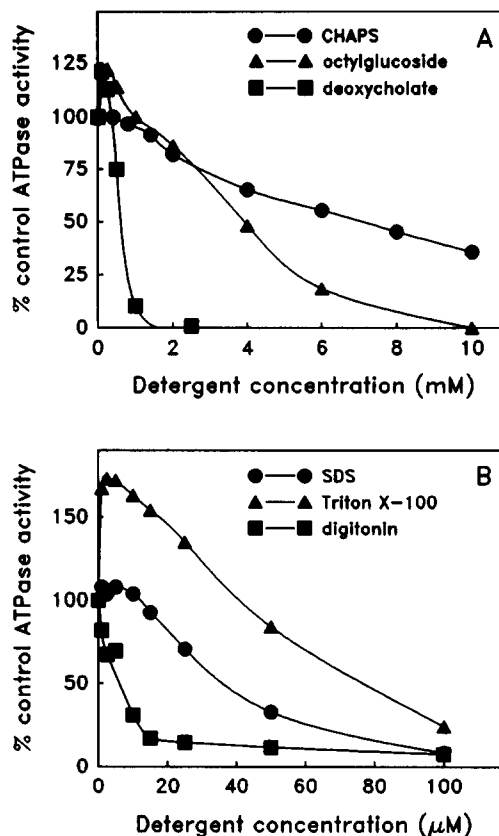 A
CHAPS
octylglucoside
deoxycholate
125
100
75
50
25
0
% control ATPase activity
0 2 4 6 8 10
Detergent concentration (mM)
B
SDS
Triton X-100
digitonin
150
100
50
0
% control ATPase activity
0 20 40 60 80 100
Detergent concentration (μM)